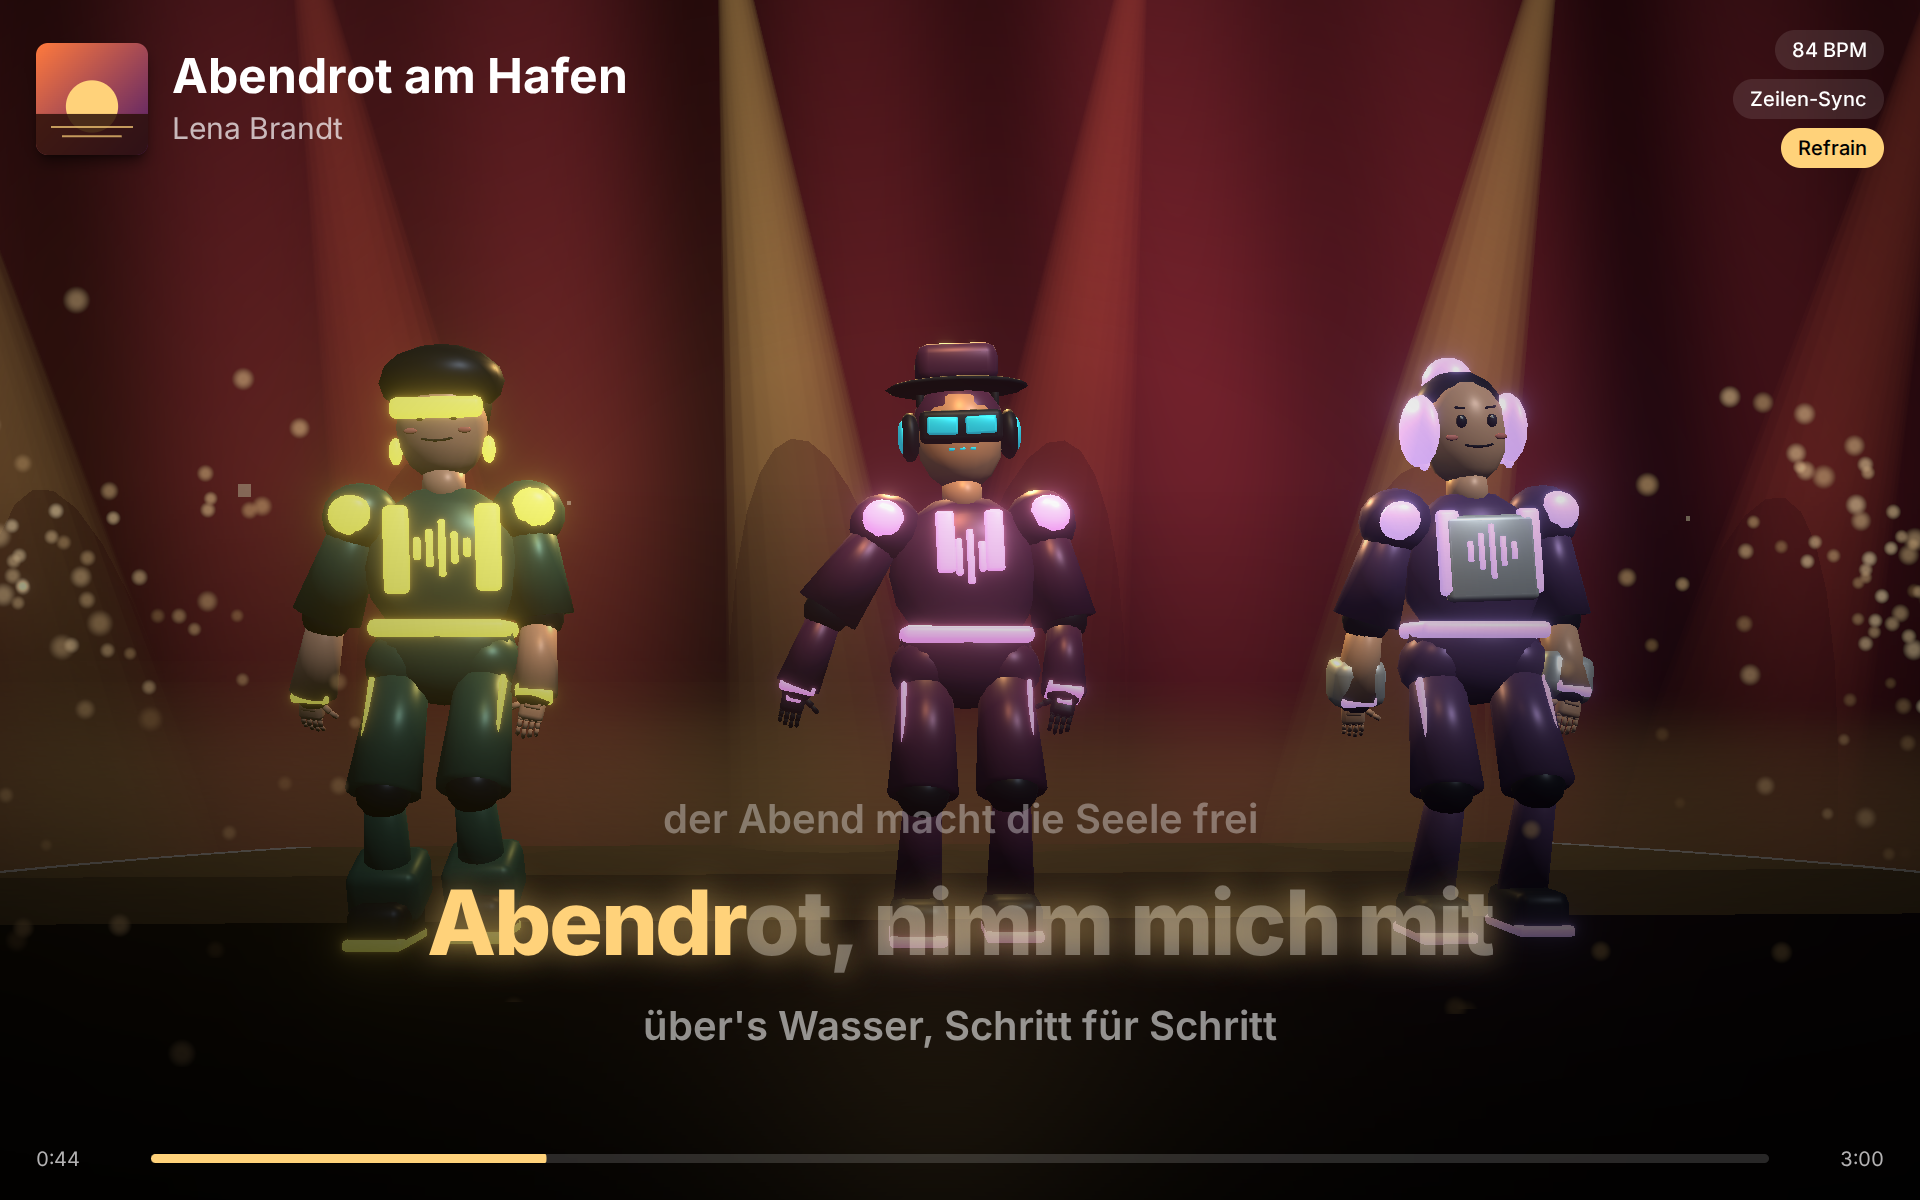 Abendrot am Hafen
Lena Brandt
84 BPM
Zeilen-Sync
Refrain
der Abend macht die Seele frei
Abendrot, nimm mich mit
über's Wasser, Schritt für Schritt
0:44
3:00